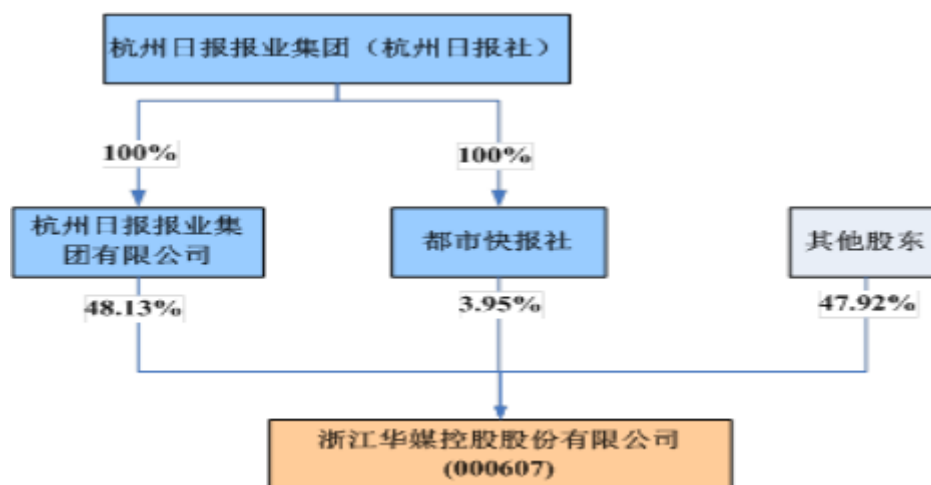 杭州日报报业集团（杭州日报社）
100%
100%
杭州日报报业集
团有限公司
都市快报社
其他股东
48.13%
3.95%
47.92%
浙江华媒控股股份有限公司
(000607)